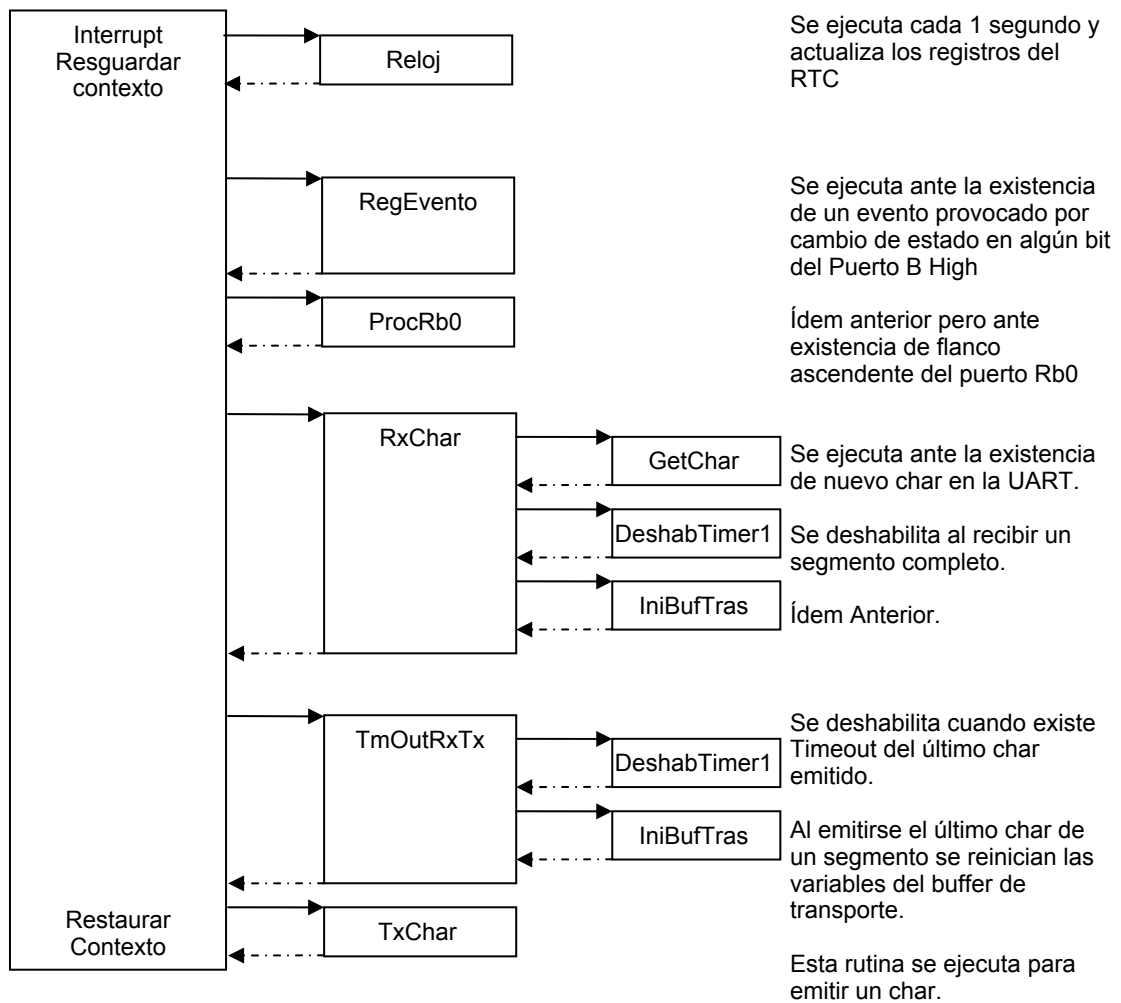 Interrupt
Resguardar
contexto
Reloj
Se ejecuta cada 1 segundo y
actualiza los registros del
RTC
RegEvento
Se ejecuta ante la existencia
de un evento provocado por
cambio de estado en algún bit
del Puerto B High
ProcRb0
Ídem anterior pero ante
existencia de flanco
ascendente del puerto Rb0
RxChar
GetChar
Se ejecuta ante la existencia
de nuevo char en la UART.
DeshabTimer1
Se deshabilita al recibir un
segmento completo.
IniBufTras
Ídem Anterior.
TmOutRxTx
DeshabTimer1
Se deshabilita cuando existe
Timeout del último char
emitido.
IniBufTras
Al emitirse el último char de
un segmento se reinician las
variables del buffer de
transporte.
Restaurar
Contexto
TxChar
Esta rutina se ejecuta para
emitir un char.